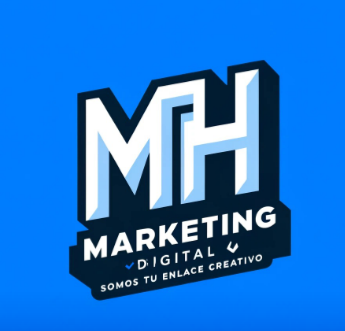 MH
MARKETING
DIGITAL
SOMOS TU ENLACE CREATIVO